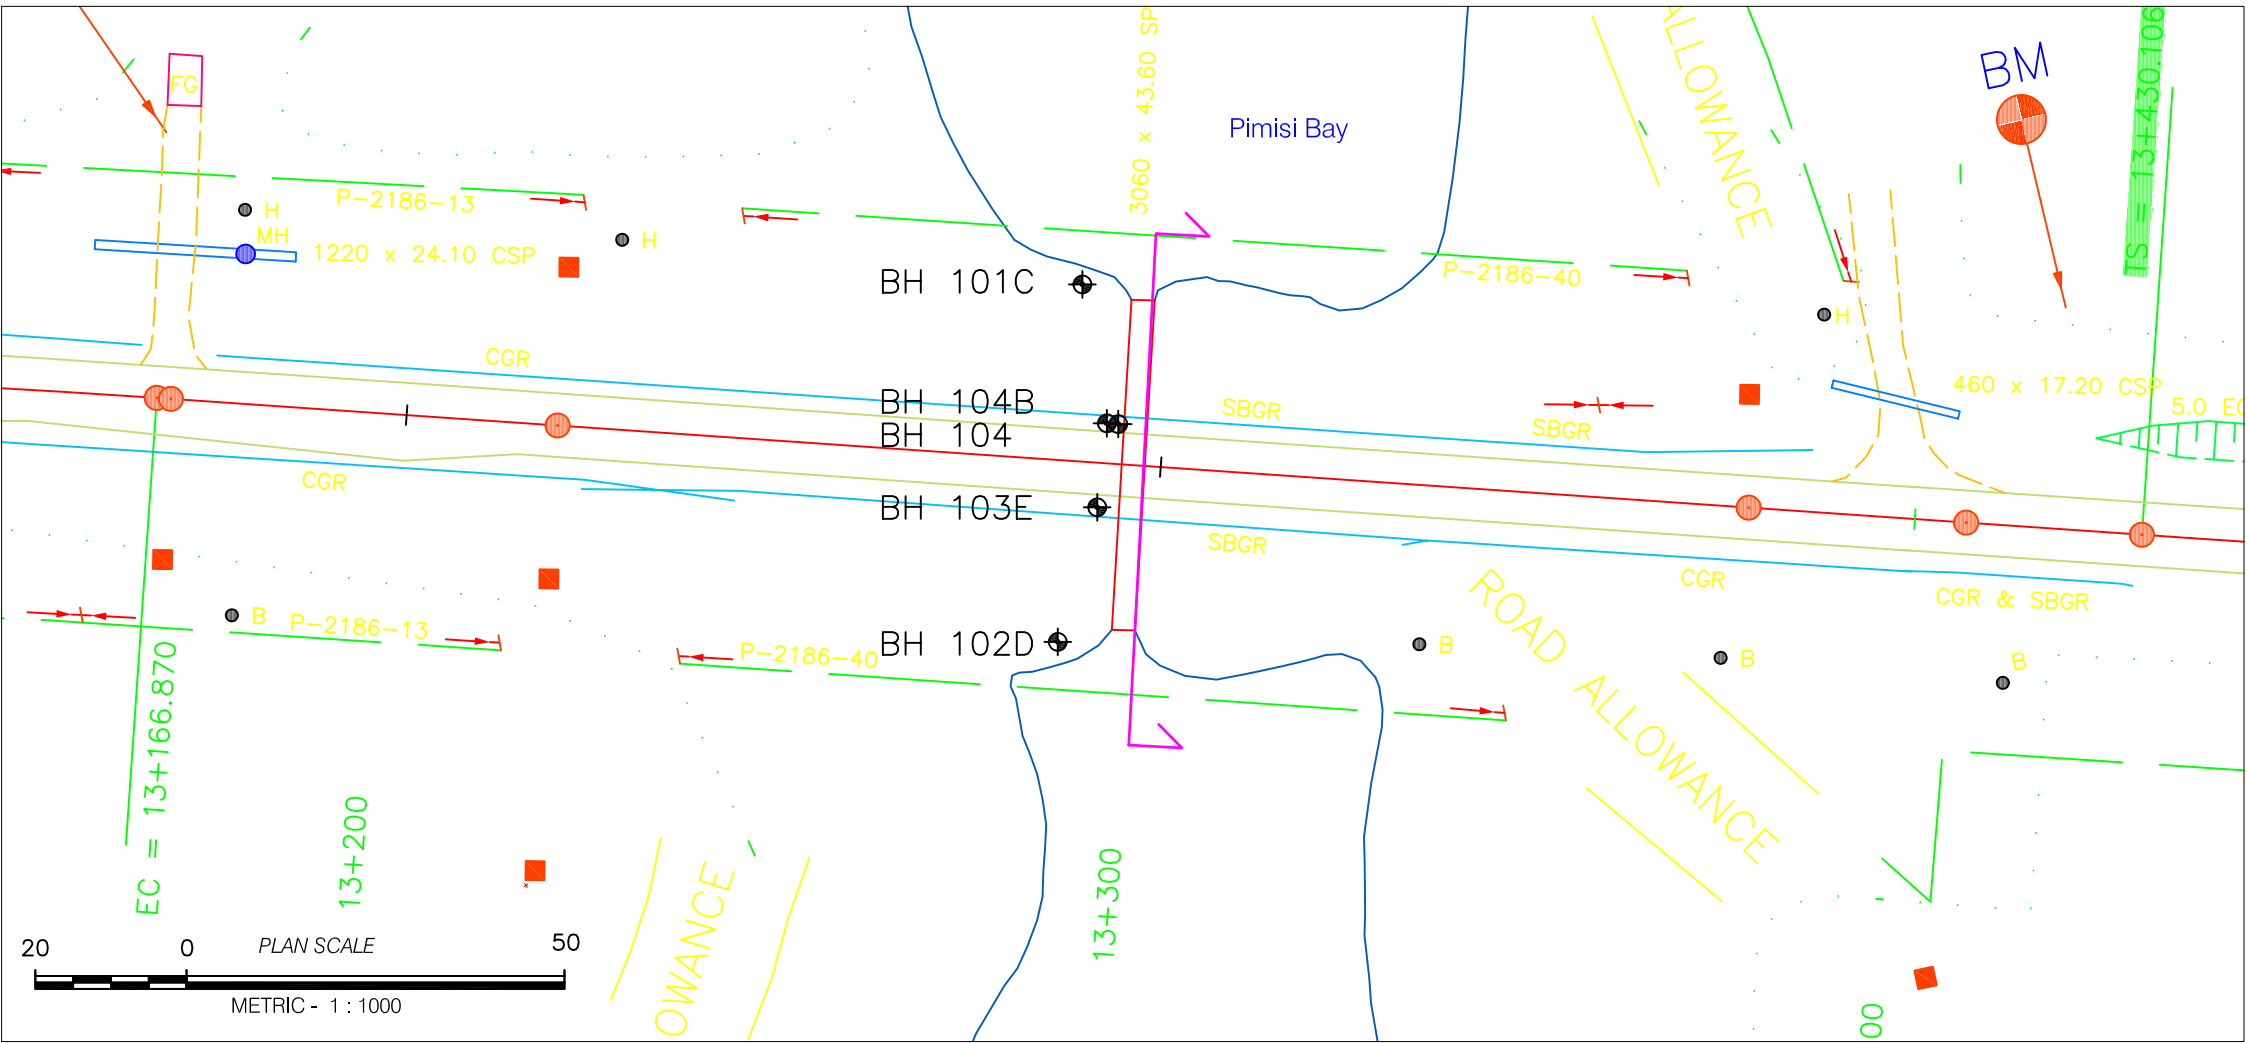 FG
3060 x 43.60 SP
Pimisi Bay
ALLOWANCE
BM
TS = 13+430.106
P-2186-13
H
MH
1220 x 24.10 CSP
H
P-2186-40
BH 101C
H
CGR
BH 104B
SBGR
460 x 17.20 CSP
5.0
BH 104
SBGR
CGR
BH 103E
SBGR
CGR
CGR & SBGR
ROAD ALLOWANCE
B
P-2186-13
P-2186-40
BH 102D
B
B
B
EC = 13+166.870
13+200
13+300
OWANCE
20 0 PLAN SCALE 50
METRIC - 1 : 1000
00